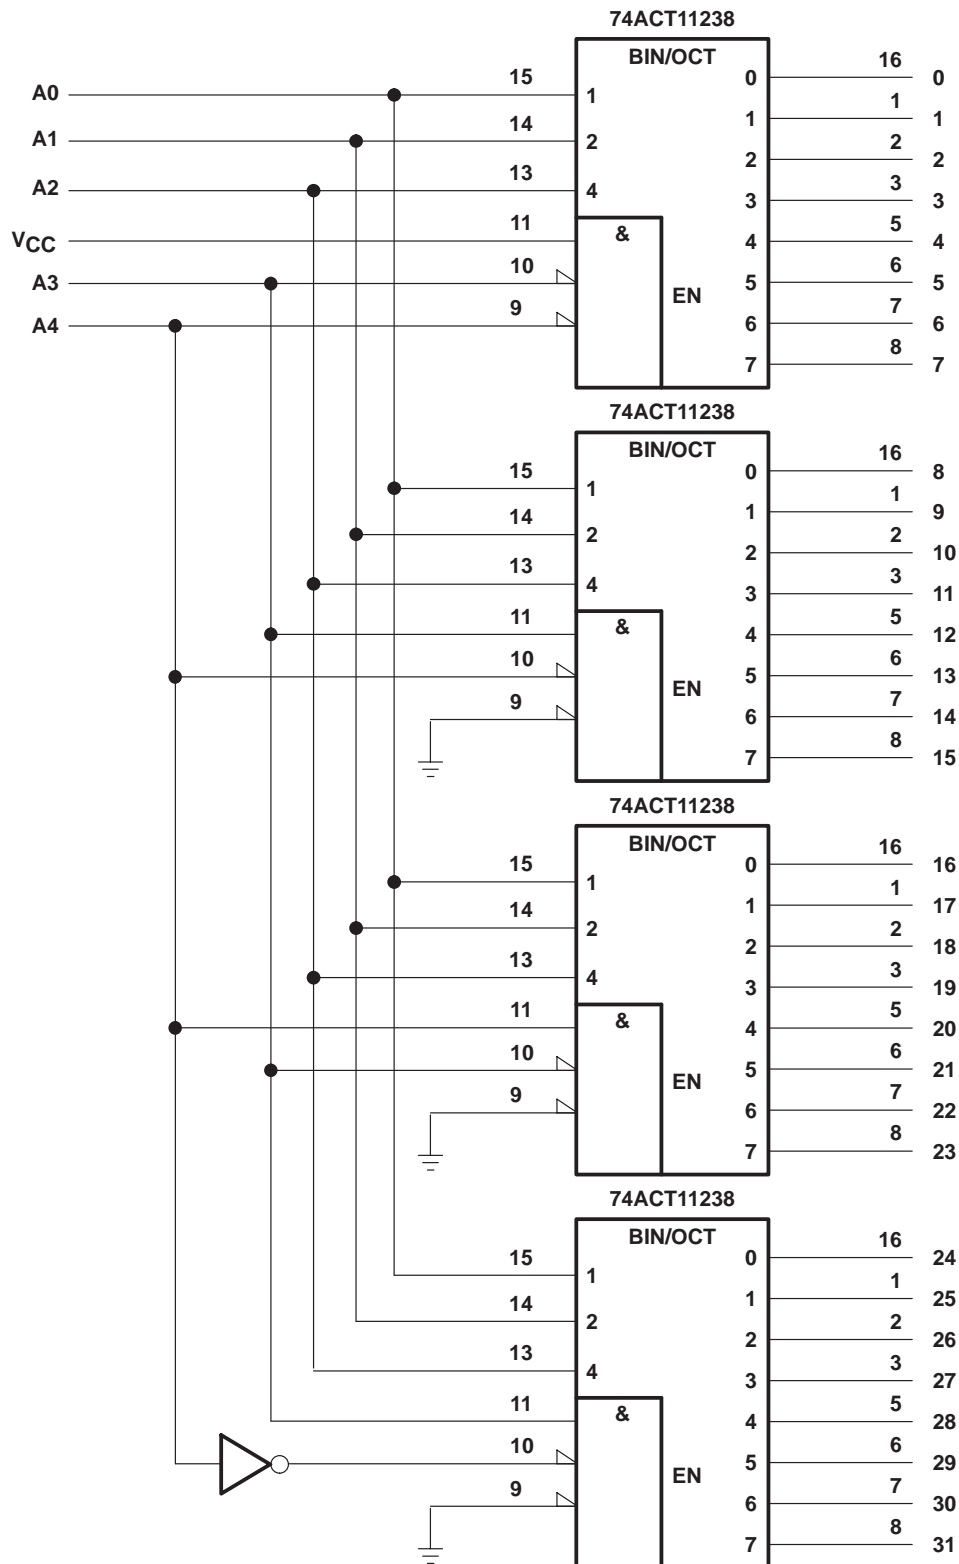 74ACT11238
BIN/OCT
A0 15 1 0 16 0
A1 14 2 1 1 1
A2 13 4 2 2 2
VCC 11 & 3 3 3
A3 10 EN 4 5 4
A4 9 5 6 5
6 7 6
7 8 7
74ACT11238
BIN/OCT
15 1 0 16 8
14 2 1 1 9
13 4 2 2 10
11 & 3 3 11
10 EN 4 5 12
9 5 6 13
6 7 14
7 8 15
74ACT11238
BIN/OCT
15 1 0 16 16
14 2 1 1 17
13 4 2 2 18
11 & 3 3 19
10 EN 4 5 20
9 5 6 21
6 7 22
7 8 23
74ACT11238
BIN/OCT
15 1 0 16 24
14 2 1 1 25
13 4 2 2 26
11 & 3 3 27
10 EN 4 5 28
9 5 6 29
6 7 30
7 8 31